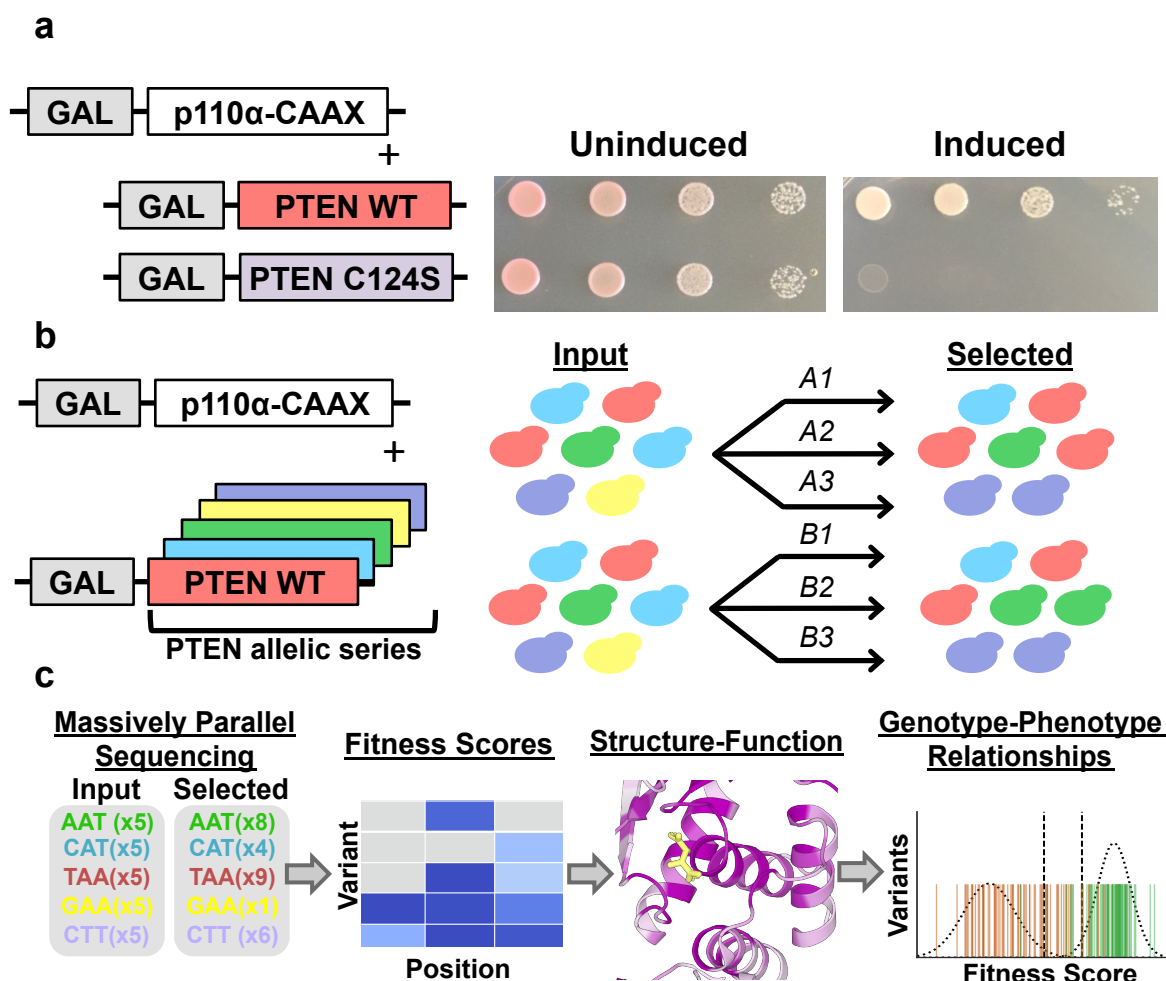 a
GAL p110α-CAAX
+
GAL PTEN WT
GAL PTEN C124S
Uninduced Induced
b
GAL p110α-CAAX
+
GAL PTEN WT
PTEN allelic series
Input Selected
A1
A2
A3
B1
B2
B3
c
Massively Parallel
Sequencing
Input Selected
AAT (x5) AAT(x8)
CAT(x5) CAT(x4)
TAA(x5) TAA(x9)
GAA(x5) GAA(x1)
CTT(x5) CTT (x6)
Fitness Scores
Variant
Position
Structure-Function
Genotype-Phenotype
Relationships
Variants
Fitness Score